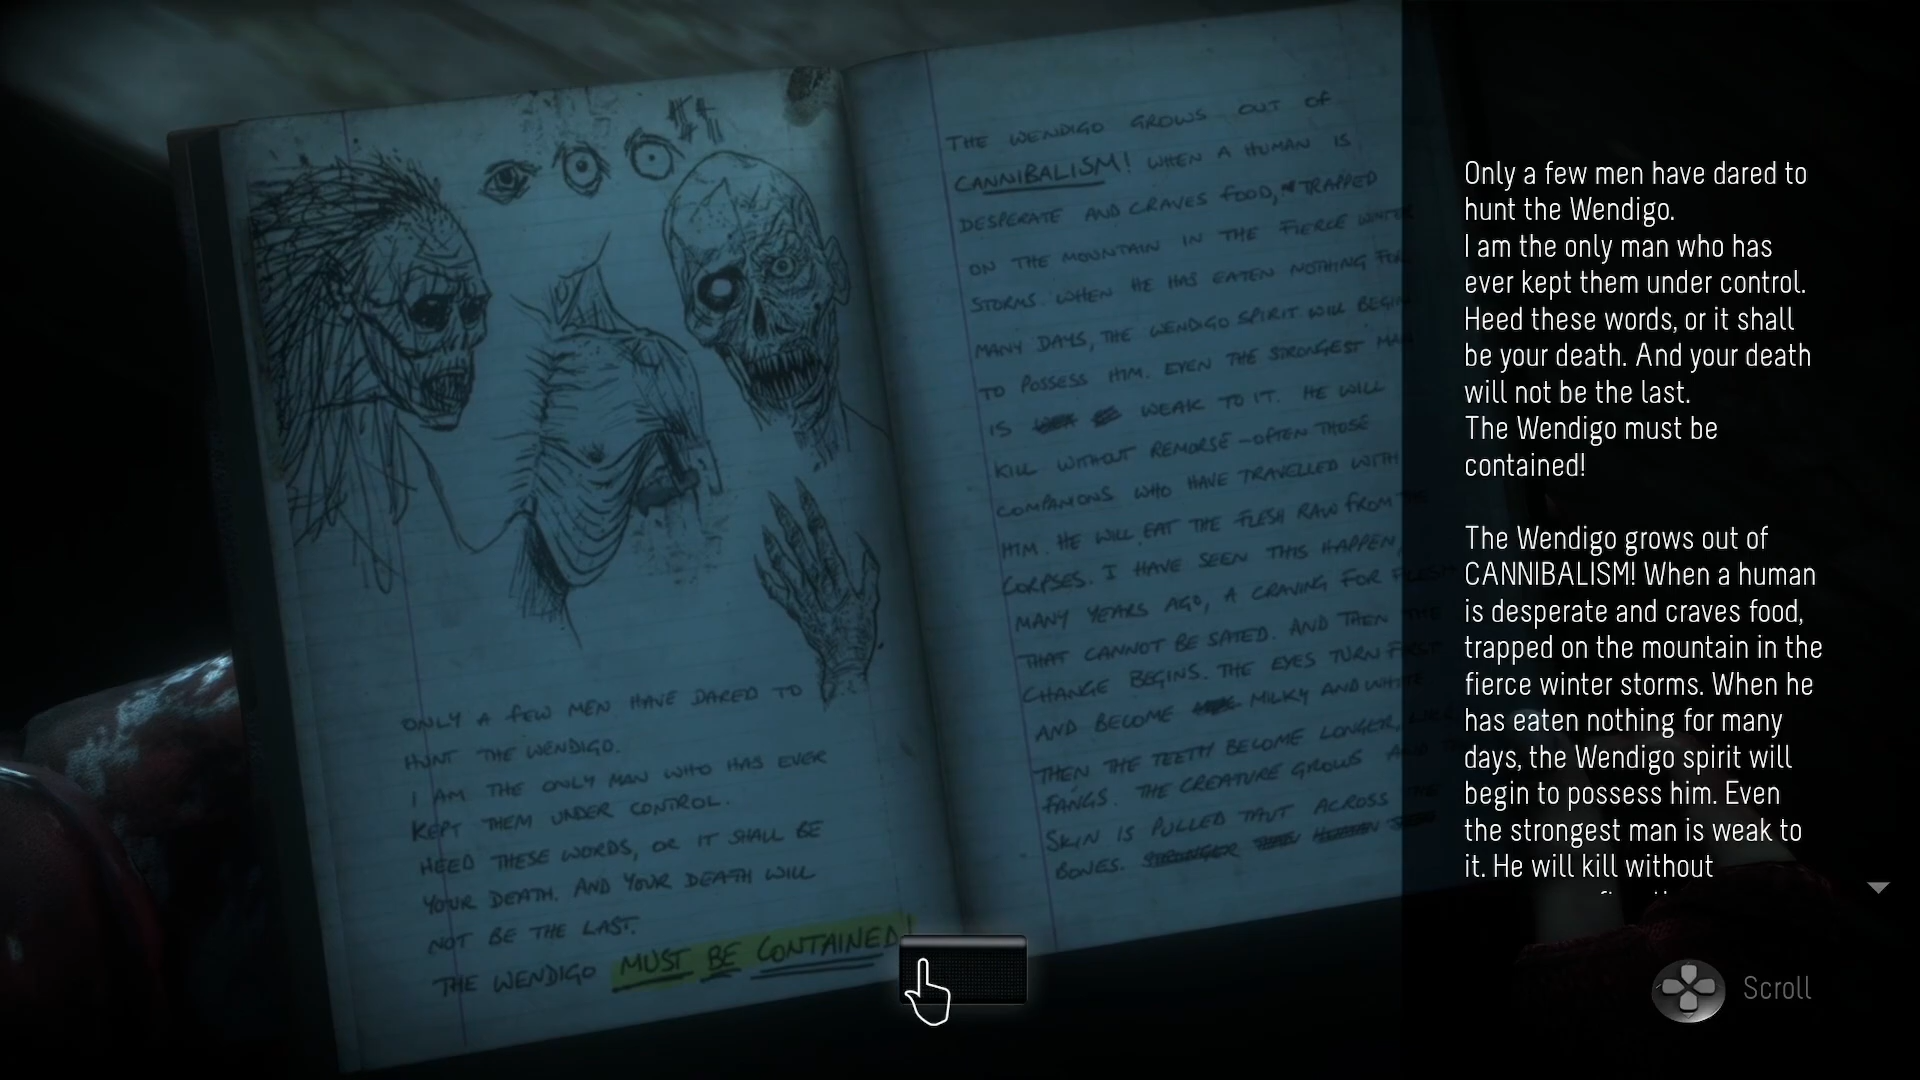 ONLY A FEW MEN HAVE DARED TO
HUNT THE WENDIGO.
I AM THE ONLY MAN WHO HAS EVER
KEPT THEM UNDER CONTROL.
HEED THESE WORDS, OR IT SHALL BE
YOUR DEATH. AND YOUR DEATH WILL
NOT BE THE LAST.
THE WENDIGO MUST BE CONTAINED!
THE WENDIGO GROWS OUT OF
CANNIBALISM! WHEN A HUMAN IS
DESPERATE AND CRAVES FOOD, TRAPPED
ON THE MOUNTAIN IN THE FIERCE WINTER
STORMS. WHEN HE HAS EATEN NOTHING FOR
MANY DAYS, THE WENDIGO SPIRIT WILL BEGIN
TO POSSESS HIM. EVEN THE STRONGEST MAN
IS WEAK TO IT. HE WILL
KILL WITHOUT REMORSE - OFTEN THOSE
COMPANIONS WHO HAVE TRAVELLED WITH
HIM. HE WILL EAT THE FLESH RAW FROM THE
CORPSES. I HAVE SEEN THIS HAPPEN,
MANY YEARS AGO, A CRAVING FOR FLESH
THAT CANNOT BE SATED. AND THEN THE
CHANGE BEGINS. THE EYES TURN FIRST
AND BECOME MILKY AND WHITE
THEN THE TEETH BECOME LONGER, LIKE
FANGS. THE CREATURE GROWS AND
SKIN IS PULLED TAUT ACROSS THE
BONES.
Only a few men have dared to
hunt the Wendigo.
I am the only man who has
ever kept them under control.
Heed these words, or it shall
be your death. And your death
will not be the last.
The Wendigo must be
contained!
The Wendigo grows out of
CANNIBALISM! When a human
is desperate and craves food,
trapped on the mountain in the
fierce winter storms. When he
has eaten nothing for many
days, the Wendigo spirit will
begin to possess him. Even
the strongest man is weak to
it. He will kill without
Scroll